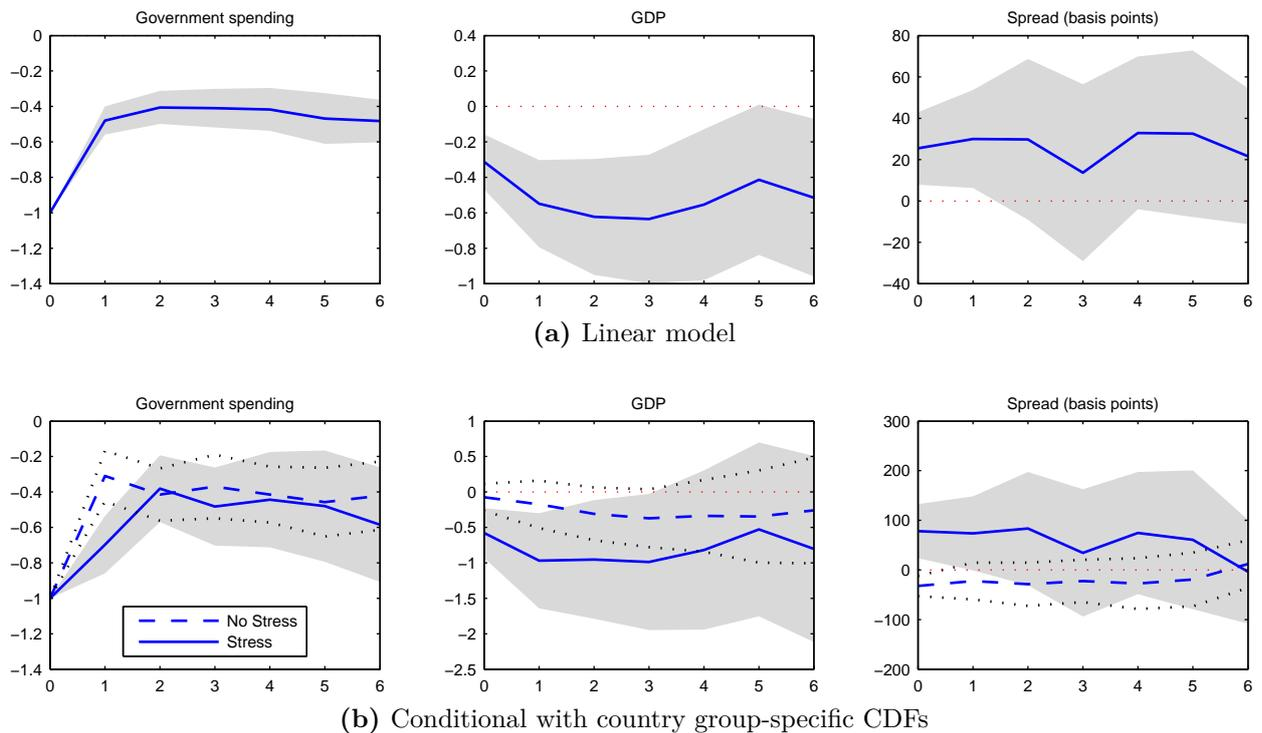 Government spending
GDP
Spread (basis points)
−0
−0.2
−0.4
−0.6
−0.8
−1
−1.2
−1.4
0 1 2 3 4 5 6
0.4
0.2
0
−0.2
−0.4
−0.6
−0.8
−1
0 1 2 3 4 5 6
80
60
40
20
0
−20
−40
0 1 2 3 4 5 6
(a) Linear model
Government spending
GDP
Spread (basis points)
0
−0.2
−0.4
−0.6
−0.8
−1
−1.2
−1.4
0 1 2 3 4 5 6
No Stress
Stress
1
0.5
0
−0.5
−1
−1.5
−2
−2.5
0 1 2 3 4 5 6
300
200
100
0
−100
−200
0 1 2 3 4 5 6
(b) Conditional with country group-specific CDFs